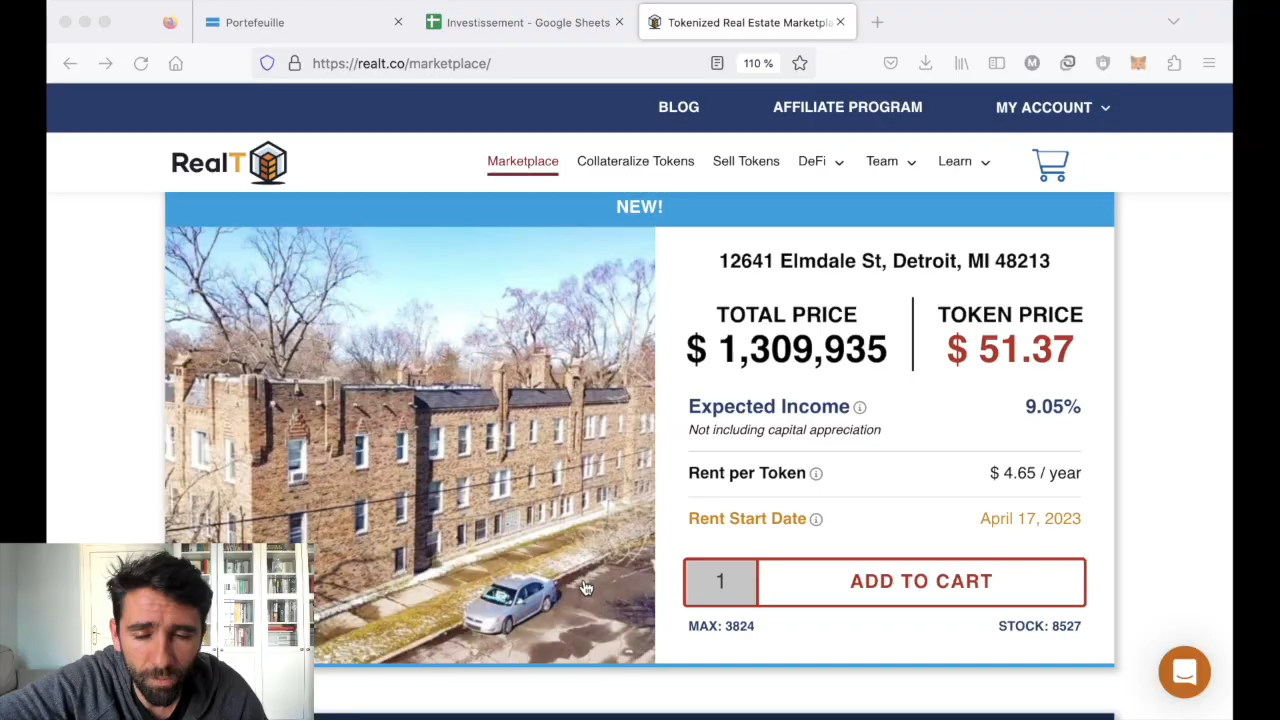 Portefeuille
Investissement - Google Sheets
Tokenized Real Estate Marketpla
https://realt.co/marketplace/
110 %
BLOG
AFFILIATE PROGRAM
MY ACCOUNT
RealT
Marketplace
Collateralize Tokens
Sell Tokens
DeFi
Team
Learn
NEW!
12641 Elmdale St, Detroit, MI 48213
TOTAL PRICE
$ 1,309,935
TOKEN PRICE
$ 51.37
Expected Income
9.05%
Not including capital appreciation
Rent per Token
$ 4.65 / year
Rent Start Date
April 17, 2023
1
ADD TO CART
MAX: 3824
STOCK: 8527